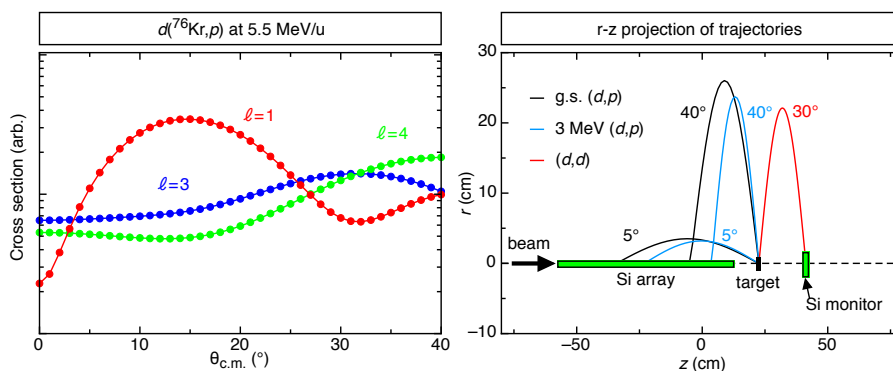 d(⁷⁶Kr,p) at 5.5 MeV/u
Cross section (arb.)
ℓ=1
ℓ=4
ℓ=3
0 10 20 30 40
θc.m. (°)
r-z projection of trajectories
30
20
10
0
−10
r (cm)
g.s. (d,p)
3 MeV (d,p)
(d,d)
40° 40° 30°
5° 5°
beam
Si array
target
Si monitor
−50 0 50
z (cm)